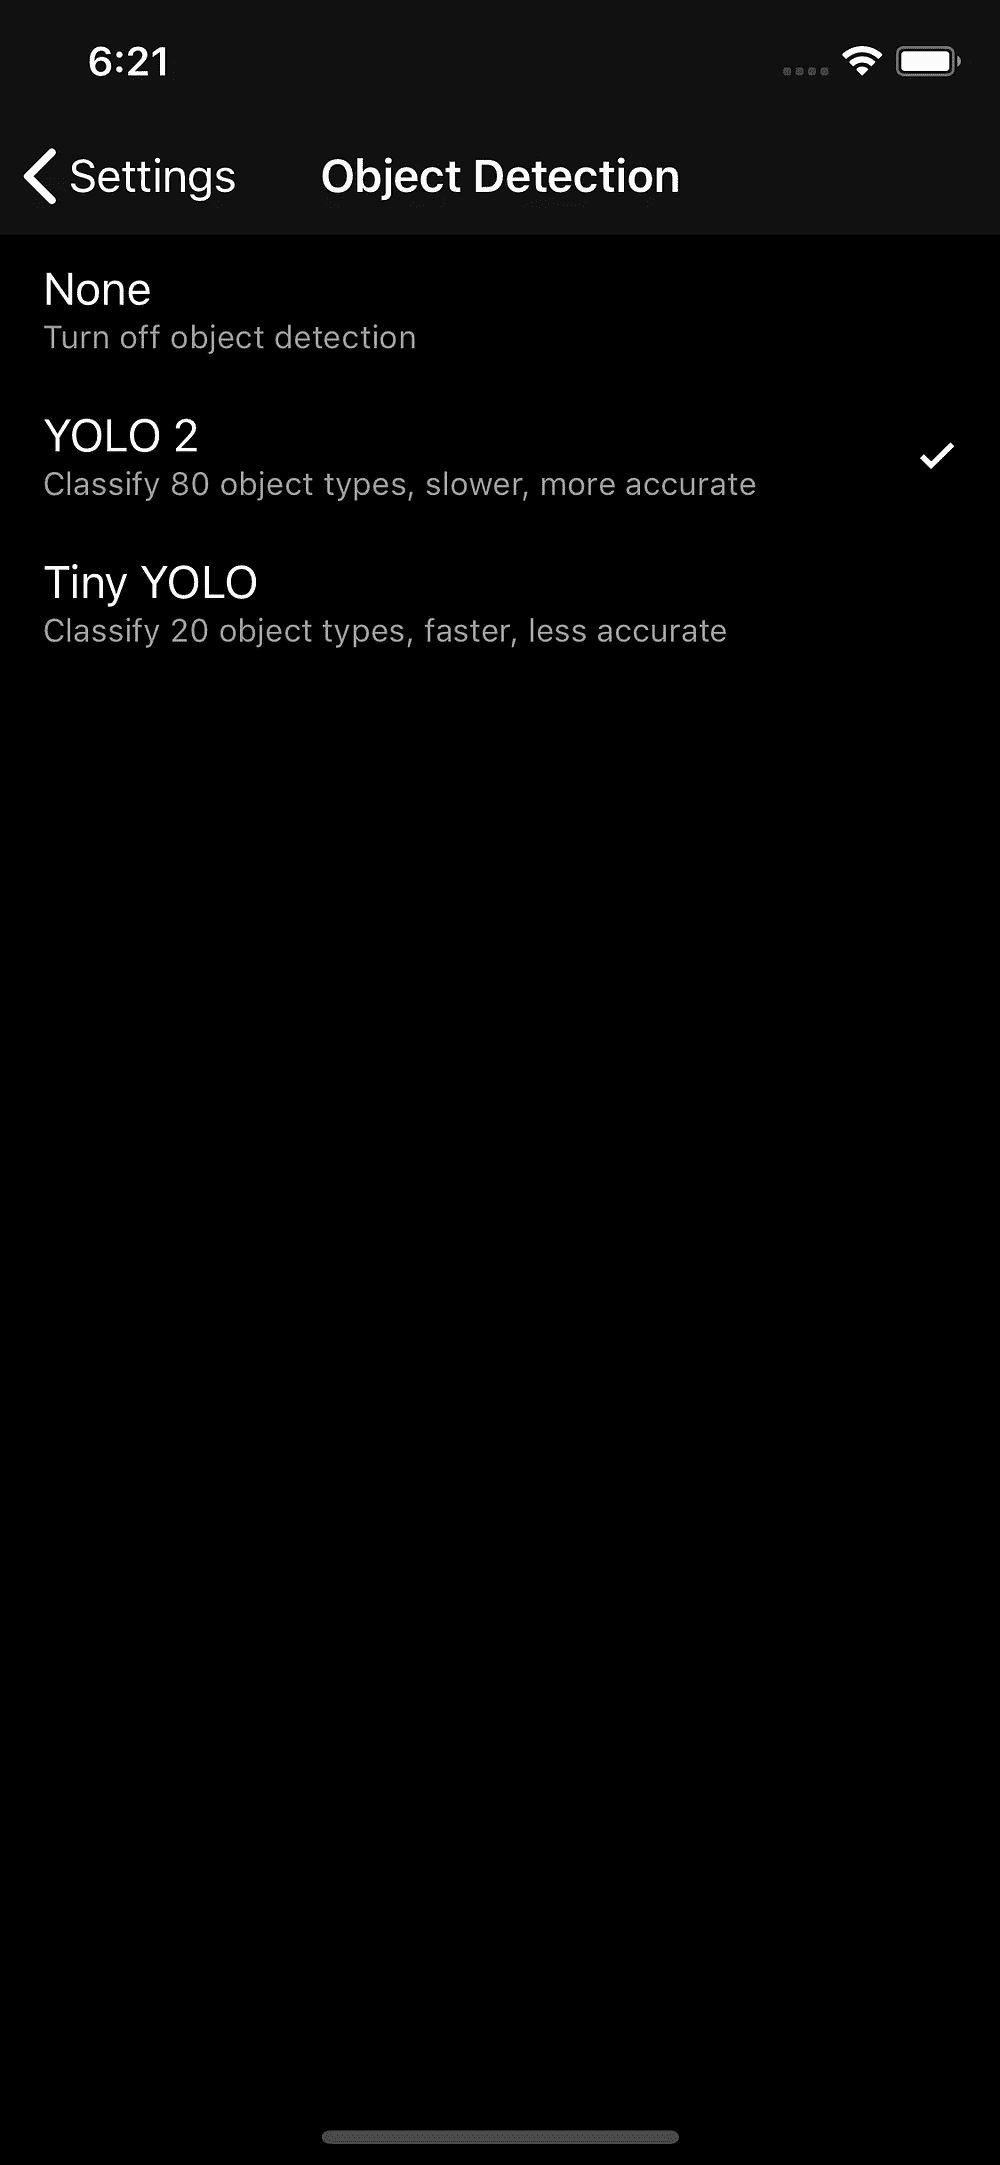 6:21
Settings
Object Detection
None
Turn off object detection
YOLO 2
Classify 80 object types, slower, more accurate
Tiny YOLO
Classify 20 object types, faster, less accurate